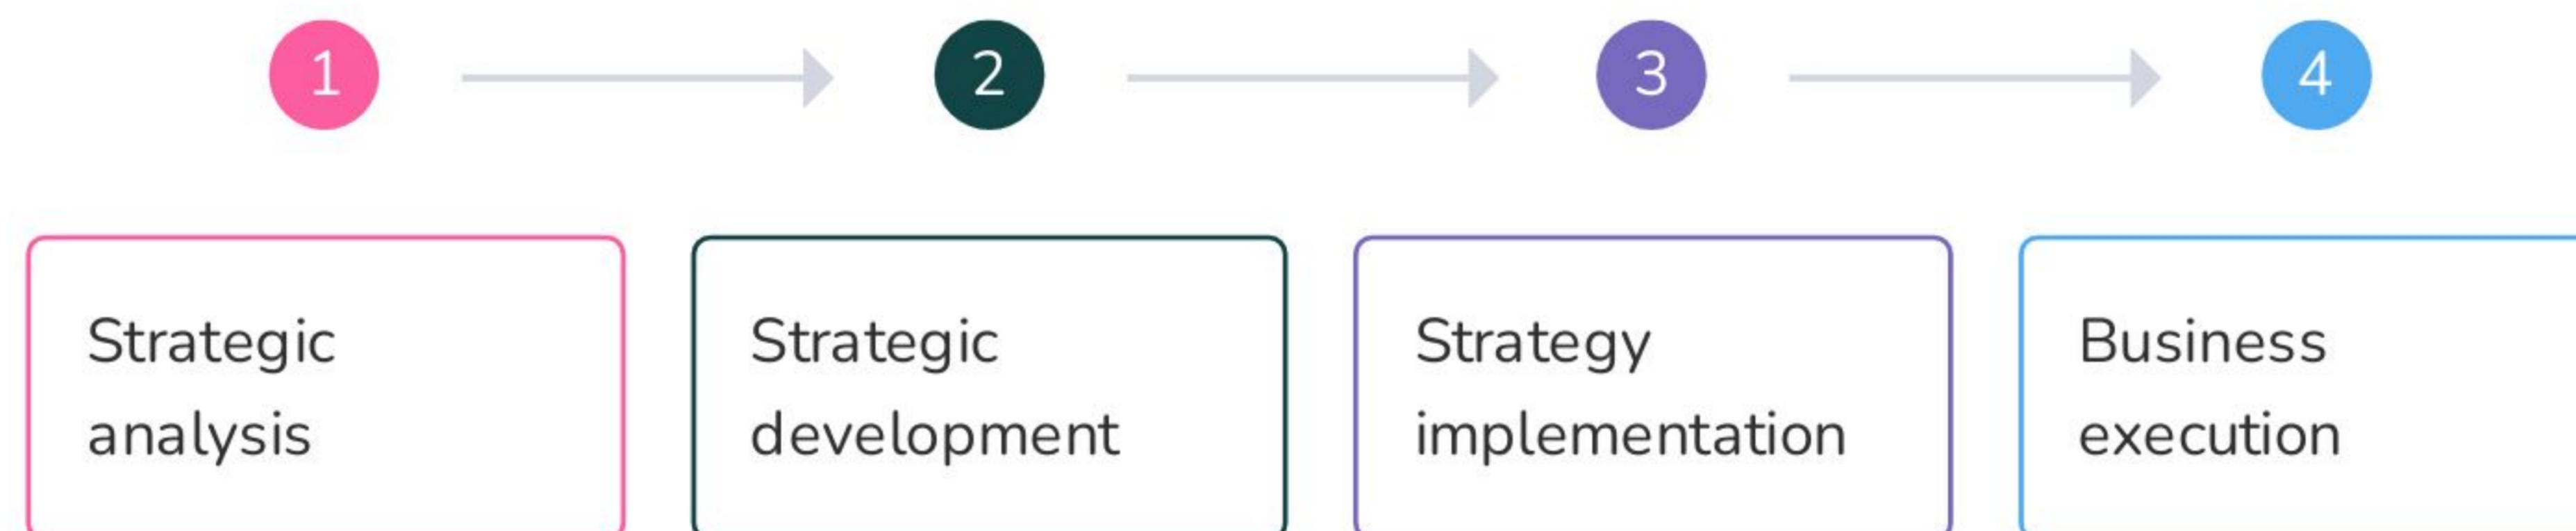 1
2
3
4
Strategic
analysis
Strategic
development
Strategy
implementation
Business
execution